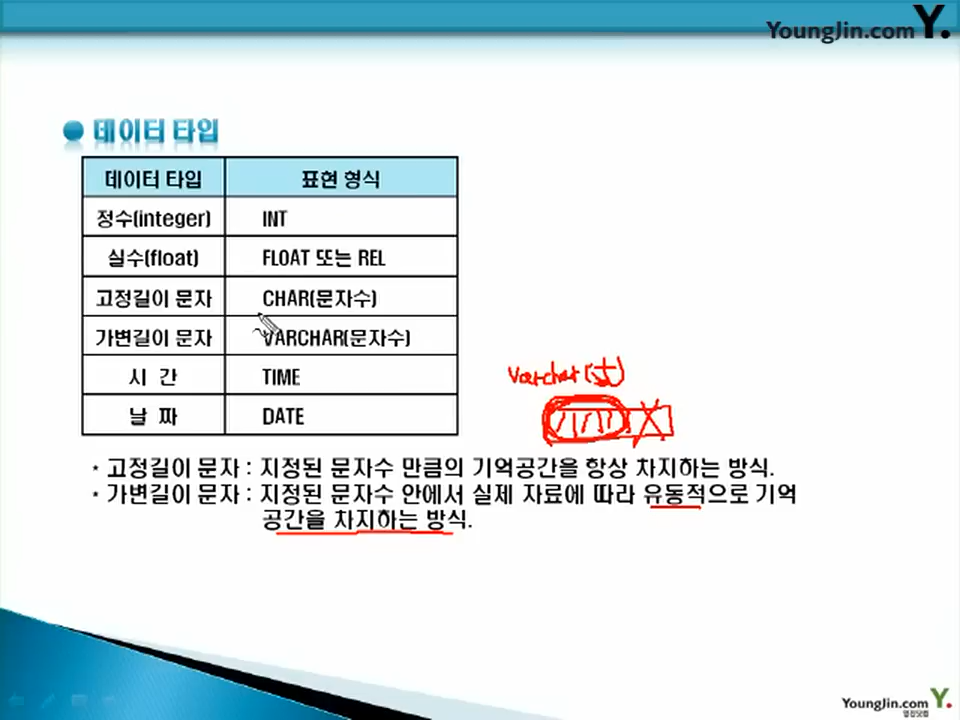 YoungJin.com Y.
데이터 타입
데이터 타입 표현 형식
정수(integer) INT
실수(float) FLOAT 또는 REL
고정길이 문자 CHAR(문자수)
가변길이 문자 VARCHAR(문자수)
시 간 TIME
날 짜 DATE
Varchar( )
* 고정길이 문자 : 지정된 문자수 만큼의 기억공간을 항상 차지하는 방식.
* 가변길이 문자 : 지정된 문자수 안에서 실제 자료에 따라 유동적으로 기억
공간을 차지하는 방식.
YoungJin.com Y.
영진닷컴